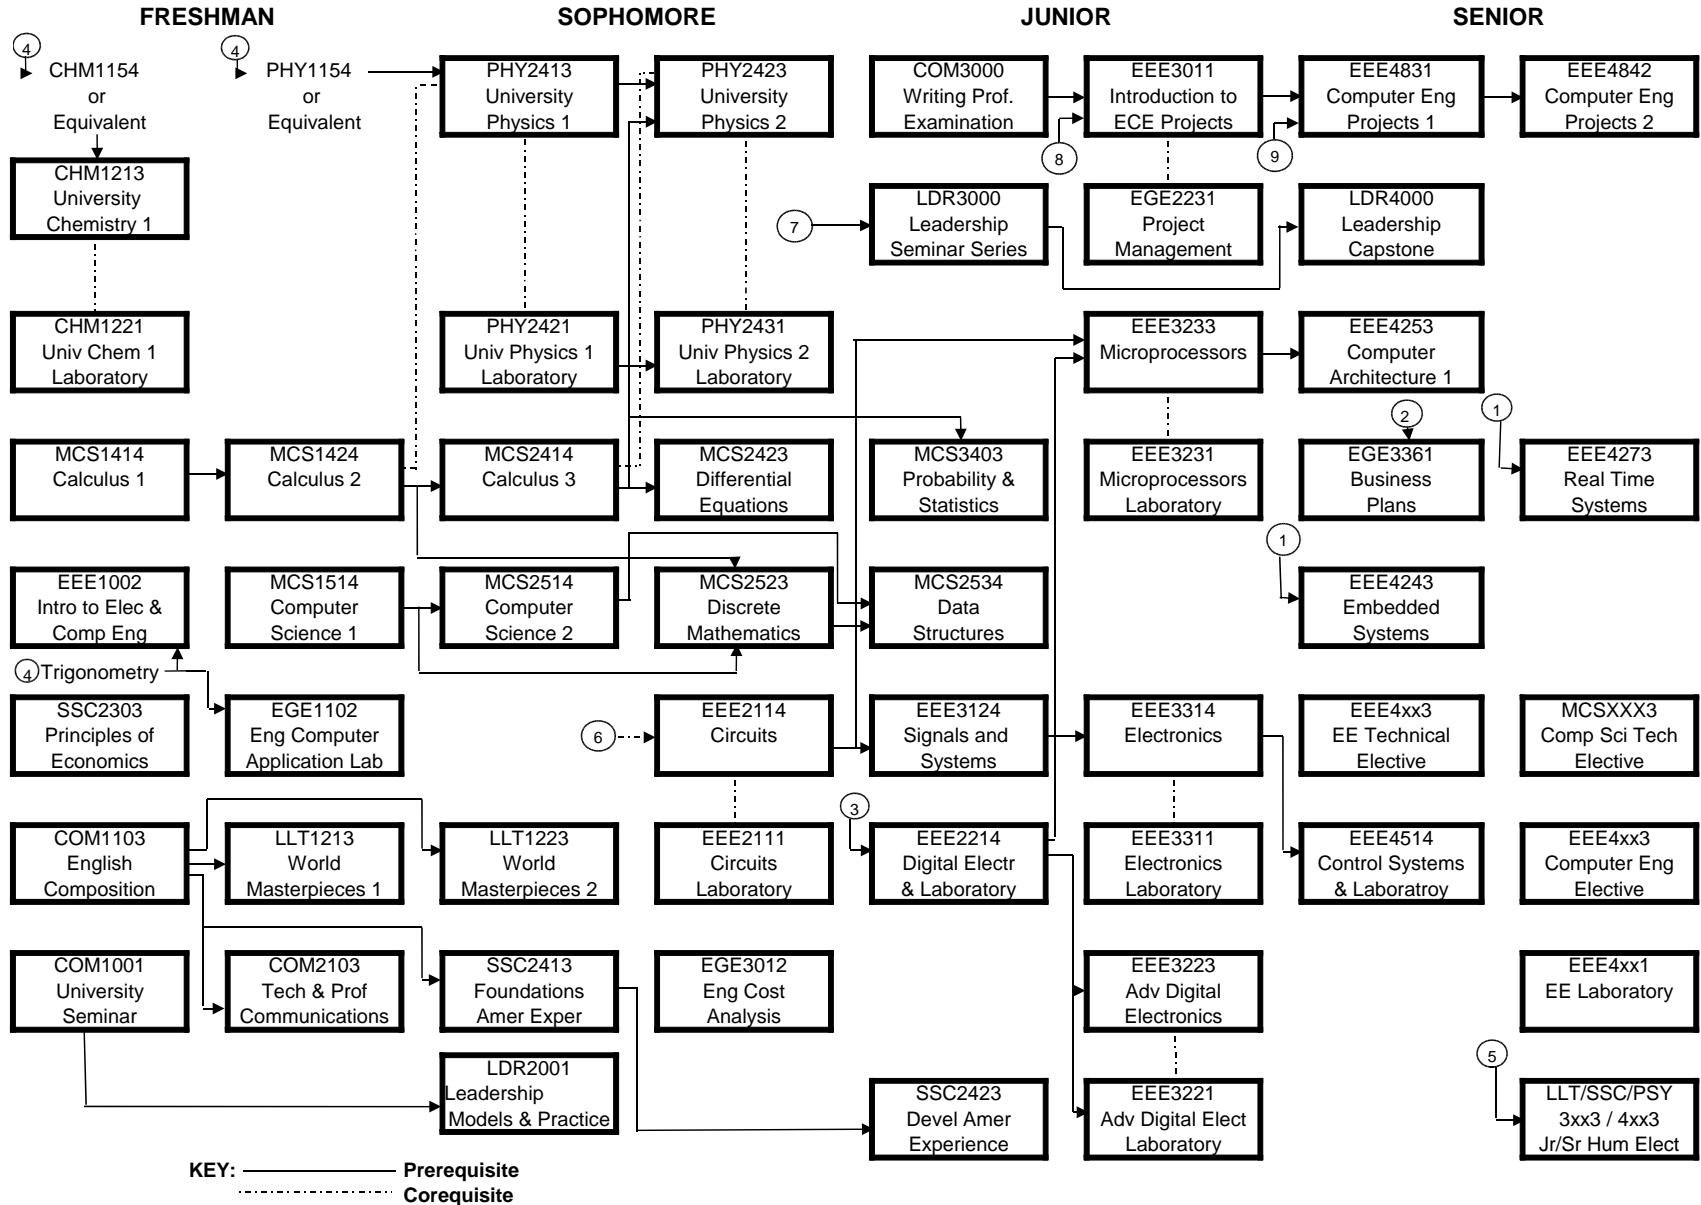 FRESHMAN
SOPHOMORE
JUNIOR
SENIOR
4
CHM1154
or
Equivalent
4
PHY1154
or
Equivalent
PHY2413
University
Physics 1
PHY2423
University
Physics 2
COM3000
Writing Prof.
Examination
EEE3011
Introduction to
ECE Projects
EEE4831
Computer Eng
Projects 1
EEE4842
Computer Eng
Projects 2
8
9
CHM1213
University
Chemistry 1
7
LDR3000
Leadership
Seminar Series
EGE2231
Project
Management
LDR4000
Leadership
Capstone
CHM1221
Univ Chem 1
Laboratory
PHY2421
Univ Physics 1
Laboratory
PHY2431
Univ Physics 2
Laboratory
EEE3233
Microprocessors
EEE4253
Computer
Architecture 1
2
1
MCS1414
Calculus 1
MCS1424
Calculus 2
MCS2414
Calculus 3
MCS2423
Differential
Equations
MCS3403
Probability &
Statistics
EEE3231
Microprocessors
Laboratory
EGE3361
Business
Plans
EEE4273
Real Time
Systems
1
EEE1002
Intro to Elec &
Comp Eng
MCS1514
Computer
Science 1
MCS2514
Computer
Science 2
MCS2523
Discrete
Mathematics
MCS2534
Data
Structures
EEE4243
Embedded
Systems
4 Trigonometry
SSC2303
Principles of
Economics
EGE1102
Eng Computer
Application Lab
6
EEE2114
Circuits
EEE3124
Signals and
Systems
EEE3314
Electronics
EEE4xx3
EE Technical
Elective
MCSXXX3
Comp Sci Tech
Elective
3
COM1103
English
Composition
LLT1213
World
Masterpieces 1
LLT1223
World
Masterpieces 2
EEE2111
Circuits
Laboratory
EEE2214
Digital Electr
& Laboratory
EEE3311
Electronics
Laboratory
EEE4514
Control Systems
& Laboratroy
EEE4xx3
Computer Eng
Elective
COM1001
University
Seminar
COM2103
Tech & Prof
Communications
SSC2413
Foundations
Amer Exper
EGE3012
Eng Cost
Analysis
EEE3223
Adv Digital
Electronics
EEE4xx1
EE Laboratory
5
LDR2001
Leadership
Models & Practice
SSC2423
Devel Amer
Experience
EEE3221
Adv Digital Elect
Laboratory
LLT/SSC/PSY
3xx3 / 4xx3
Jr/Sr Hum Elect
KEY: Prerequisite
Corequisite